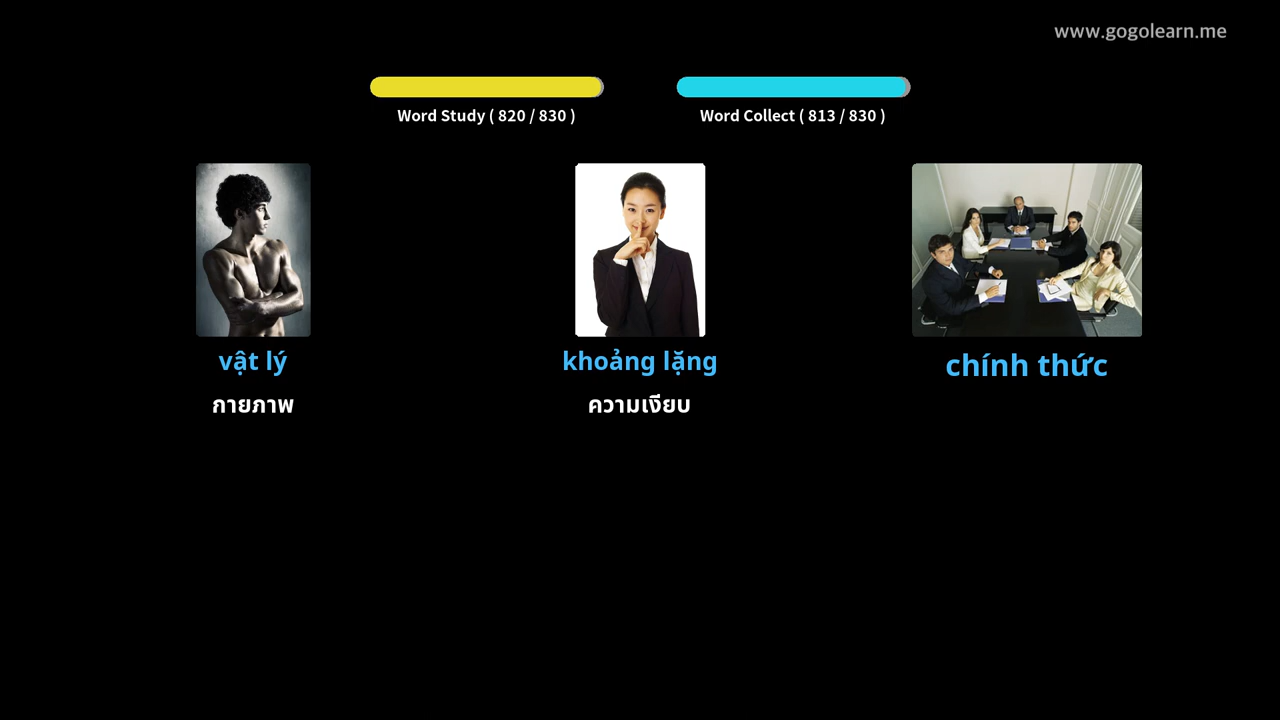 www.gogolearn.me
Word Study ( 820 / 830 )
Word Collect ( 813 / 830 )
vật lý
khoảng lặng
chính thức
กายภาพ
ความเงียบ